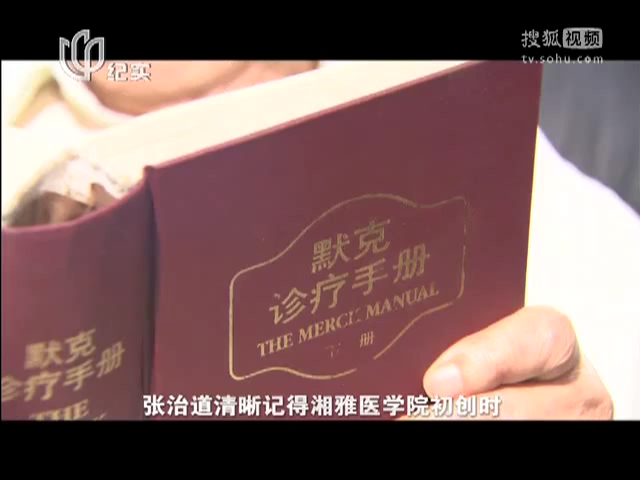 纪实
搜狐视频
tv.sohu.com
默克
诊疗手册
THE MERCK MANUAL
下册
默克
诊疗手册
THE
张治道清晰记得湘雅医学院初创时